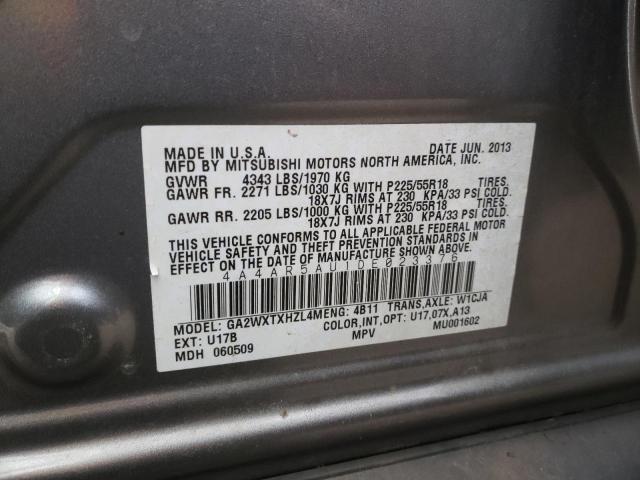 MADE IN U.S.A. DATE JUN. 2013
MFD BY MITSUBISHI MOTORS NORTH AMERICA, INC.
GVWR 4343 LBS/1970 KG
GAWR FR. 2271 LBS/1030 KG WITH P225/55R18 TIRES,
18X7J RIMS AT 230 KPA/33 PSI COLD.
GAWR RR. 2205 LBS/1000 KG WITH P225/55R18 TIRES,
18X7J RIMS AT 230 KPA/33 PSI COLD.
THIS VEHICLE CONFORMS TO ALL APPLICABLE FEDERAL MOTOR
VEHICLE SAFETY AND THEFT PREVENTION STANDARDS IN
EFFECT ON THE DATE OF MANUFACTURE SHOWN ABOVE.
4A4AR5AU1DE023376
MODEL: GA2WXTXHZL4M ENG: 4B11 TRANS,AXLE: W1CJA
EXT: U17B COLOR,INT,OPT: U17,07X,A13
MDH 060509 MPV MU001602